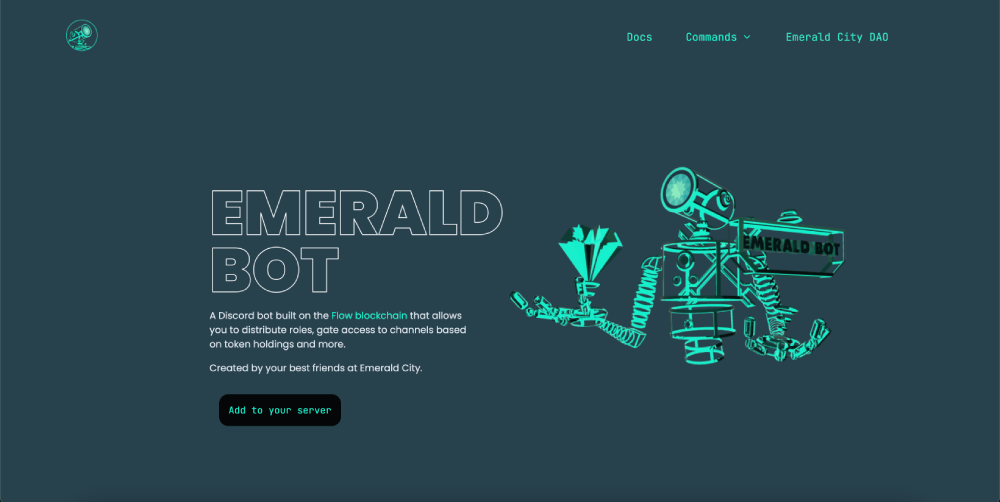 Docs
Commands
Emerald City DAO
EMERALD
BOT
EMERALD BOT
A Discord bot built on the Flow blockchain that allows
you to distribute roles, gate access to channels based
on token holdings and more.
Created by your best friends at Emerald City.
Add to your server